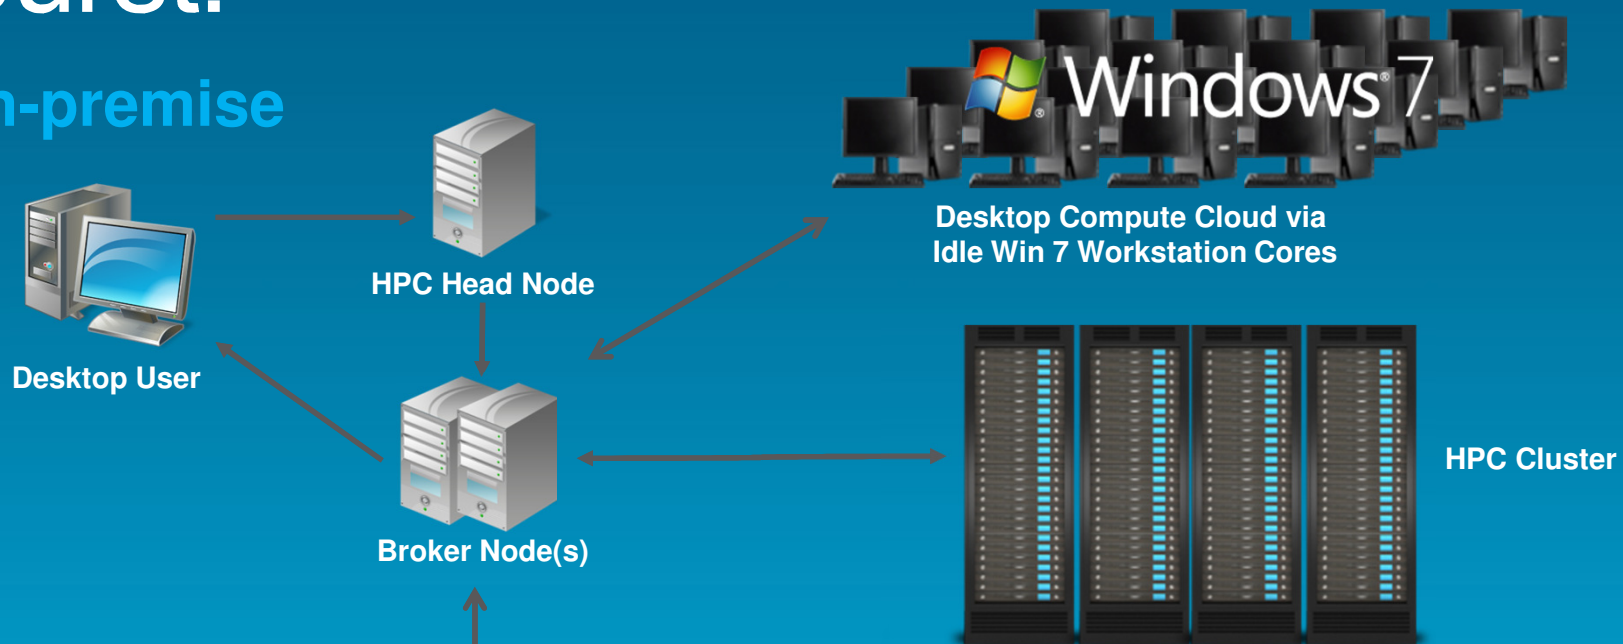 n-premise
Windows® 7
Desktop Compute Cloud via
Idle Win 7 Workstation Cores
HPC Head Node
Desktop User
HPC Cluster
Broker Node(s)